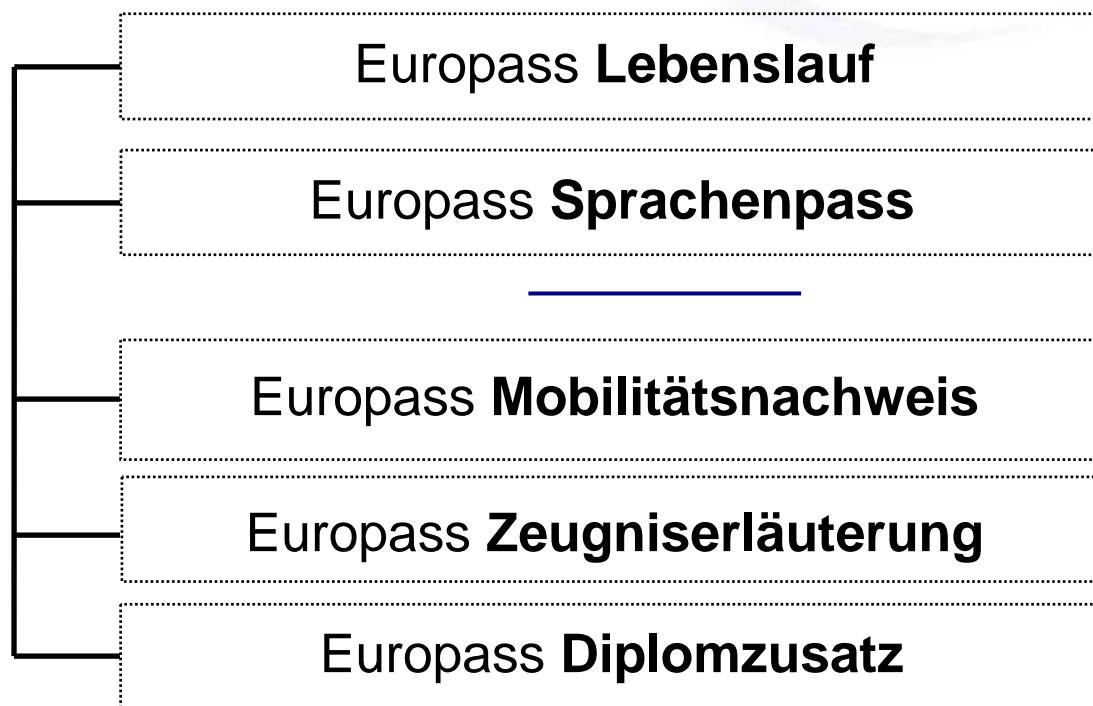 Europass Lebenslauf
Europass Sprachenpass
Europass Mobilitätsnachweis
Europass Zeugniserläuterung
Europass Diplomzusatz